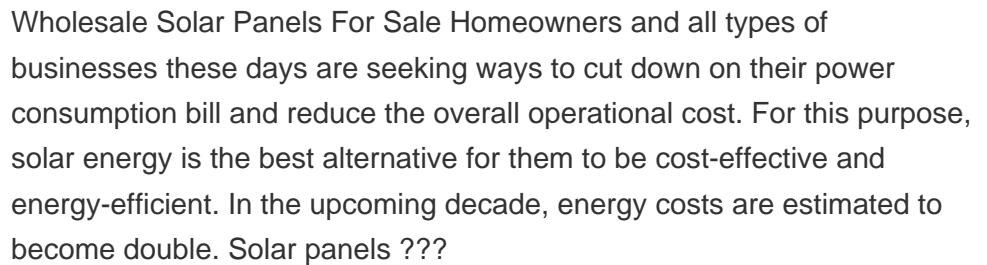 Wholesale Solar Panels For Sale Homeowners and all types of
businesses these days are seeking ways to cut down on their power
consumption bill and reduce the overall operational cost. For this purpose,
solar energy is the best alternative for them to be cost-effective and
energy-efficient. In the upcoming decade, energy costs are estimated to
become double. Solar panels ???